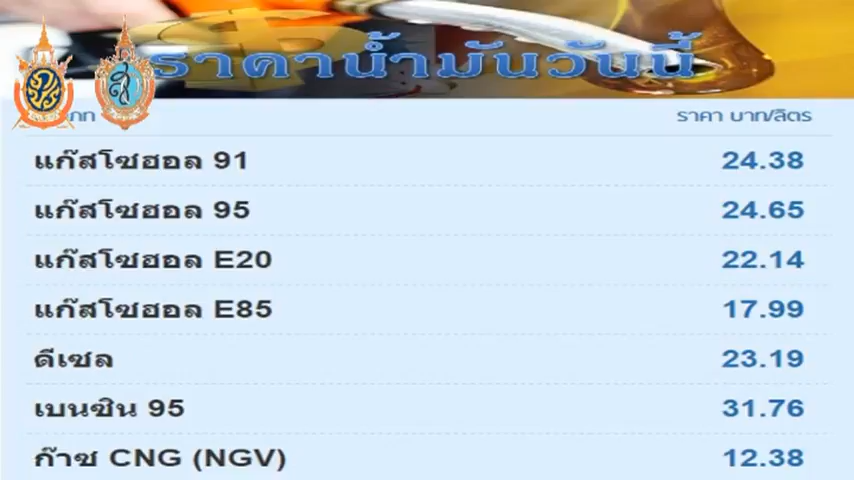 ราคาน้ำมันวันนี้
ราคา บาท/ลิตร
แก๊สโซฮอล 91 24.38
แก๊สโซฮอล 95 24.65
แก๊สโซฮอล E20 22.14
แก๊สโซฮอล E85 17.99
ดีเซล 23.19
เบนซิน 95 31.76
ก๊าซ CNG (NGV) 12.38